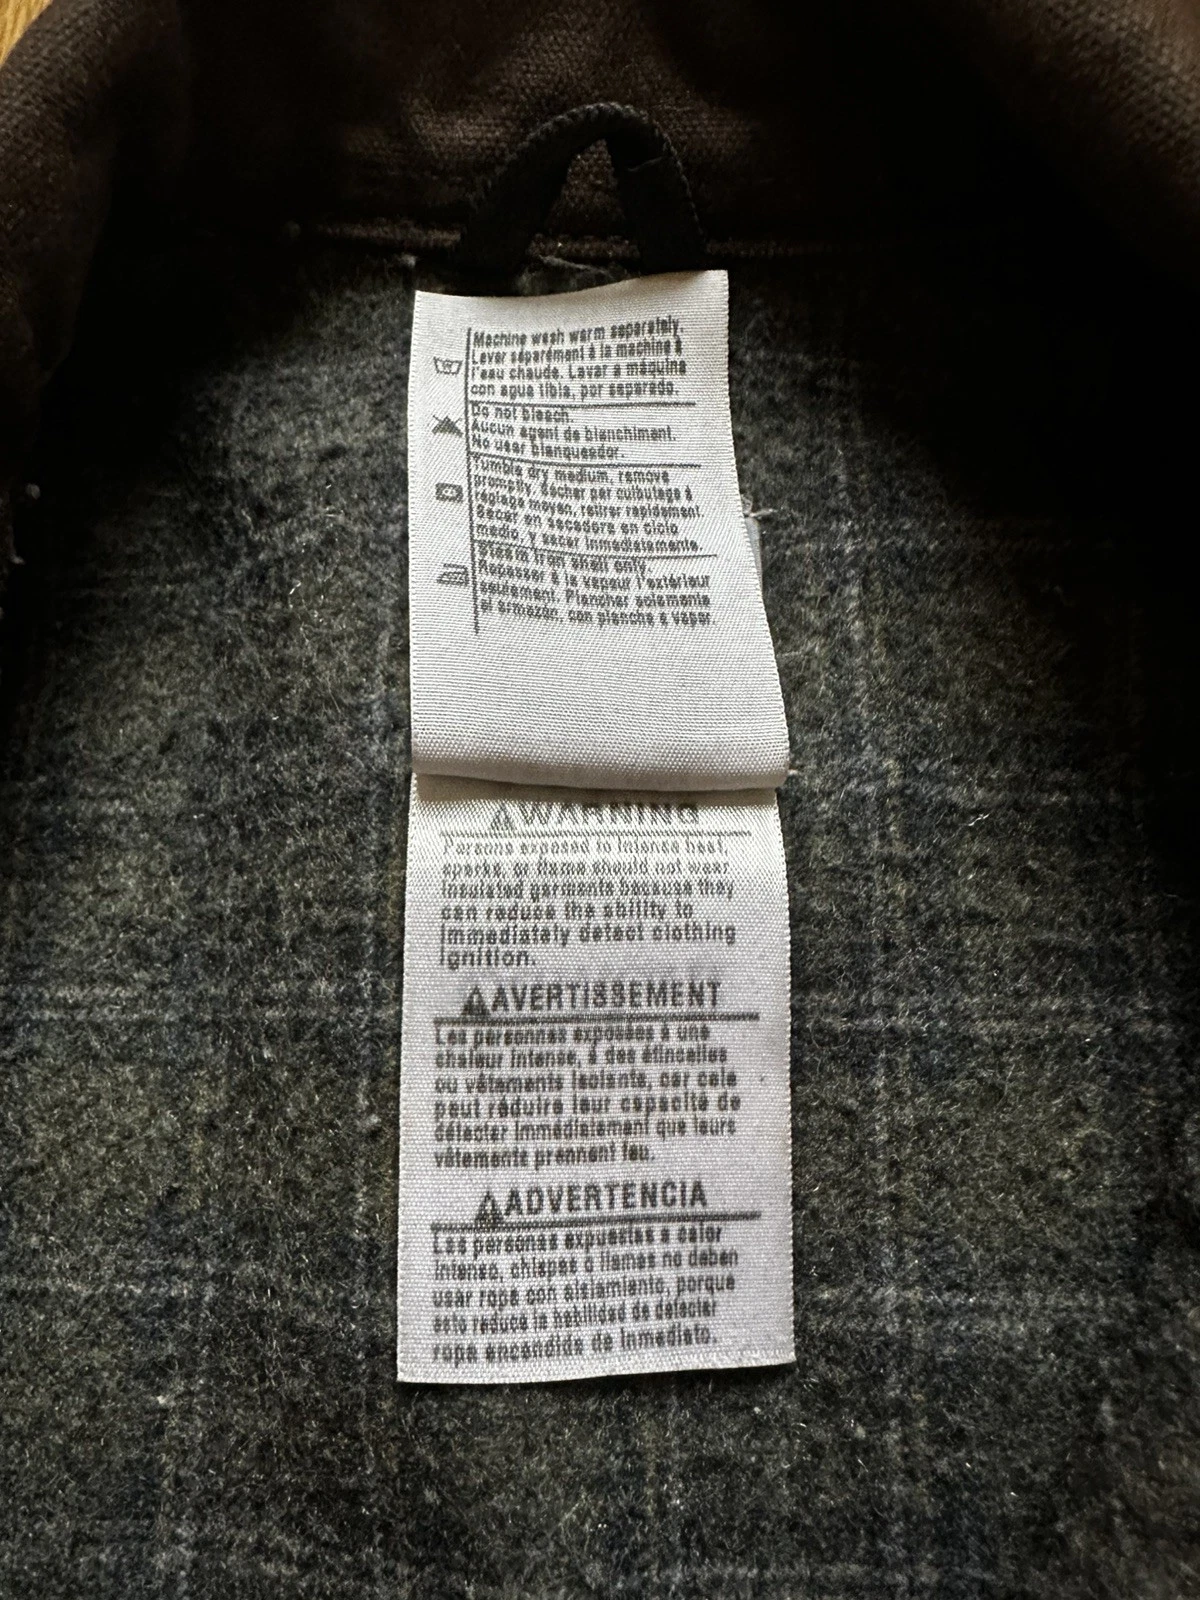 Machine wash warm separately.
Laver séparément à la machine à
l'eau chaude. Lavar a máquina
con agua tibia, por separado.
Do not bleach.
Aucun agent de blanchiment.
No usar blanqueador.
Tumble dry medium, remove
promptly. Sécher par culbutage à
réglage moyen, retirer rapidement.
Secar en secadora en ciclo
medio, y secar inmediatamente.
Steam iron shell only.
Repasser à la vapeur l'extérieur
seulement. Planchar solamente
el armazón, con plancha a vapor.
WARNING
Persons exposed to intense heat,
sparks, or flame should not wear
insulated garments because they
can reduce the ability to
immediately detect clothing
ignition.
AVERTISSEMENT
Les personnes exposées à une
chaleur intense, à des étincelles
ou vêtements isolants, car cela
peut réduire leur capacité de
détecter immédiatement que leurs
vêtements prennent feu.
ADVERTENCIA
Las personas expuestas a calor
intenso, chispas o llamas no deben
usar ropa con aislamiento, porque
esto reduce la habilidad de detectar
ropa encendida de inmediato.